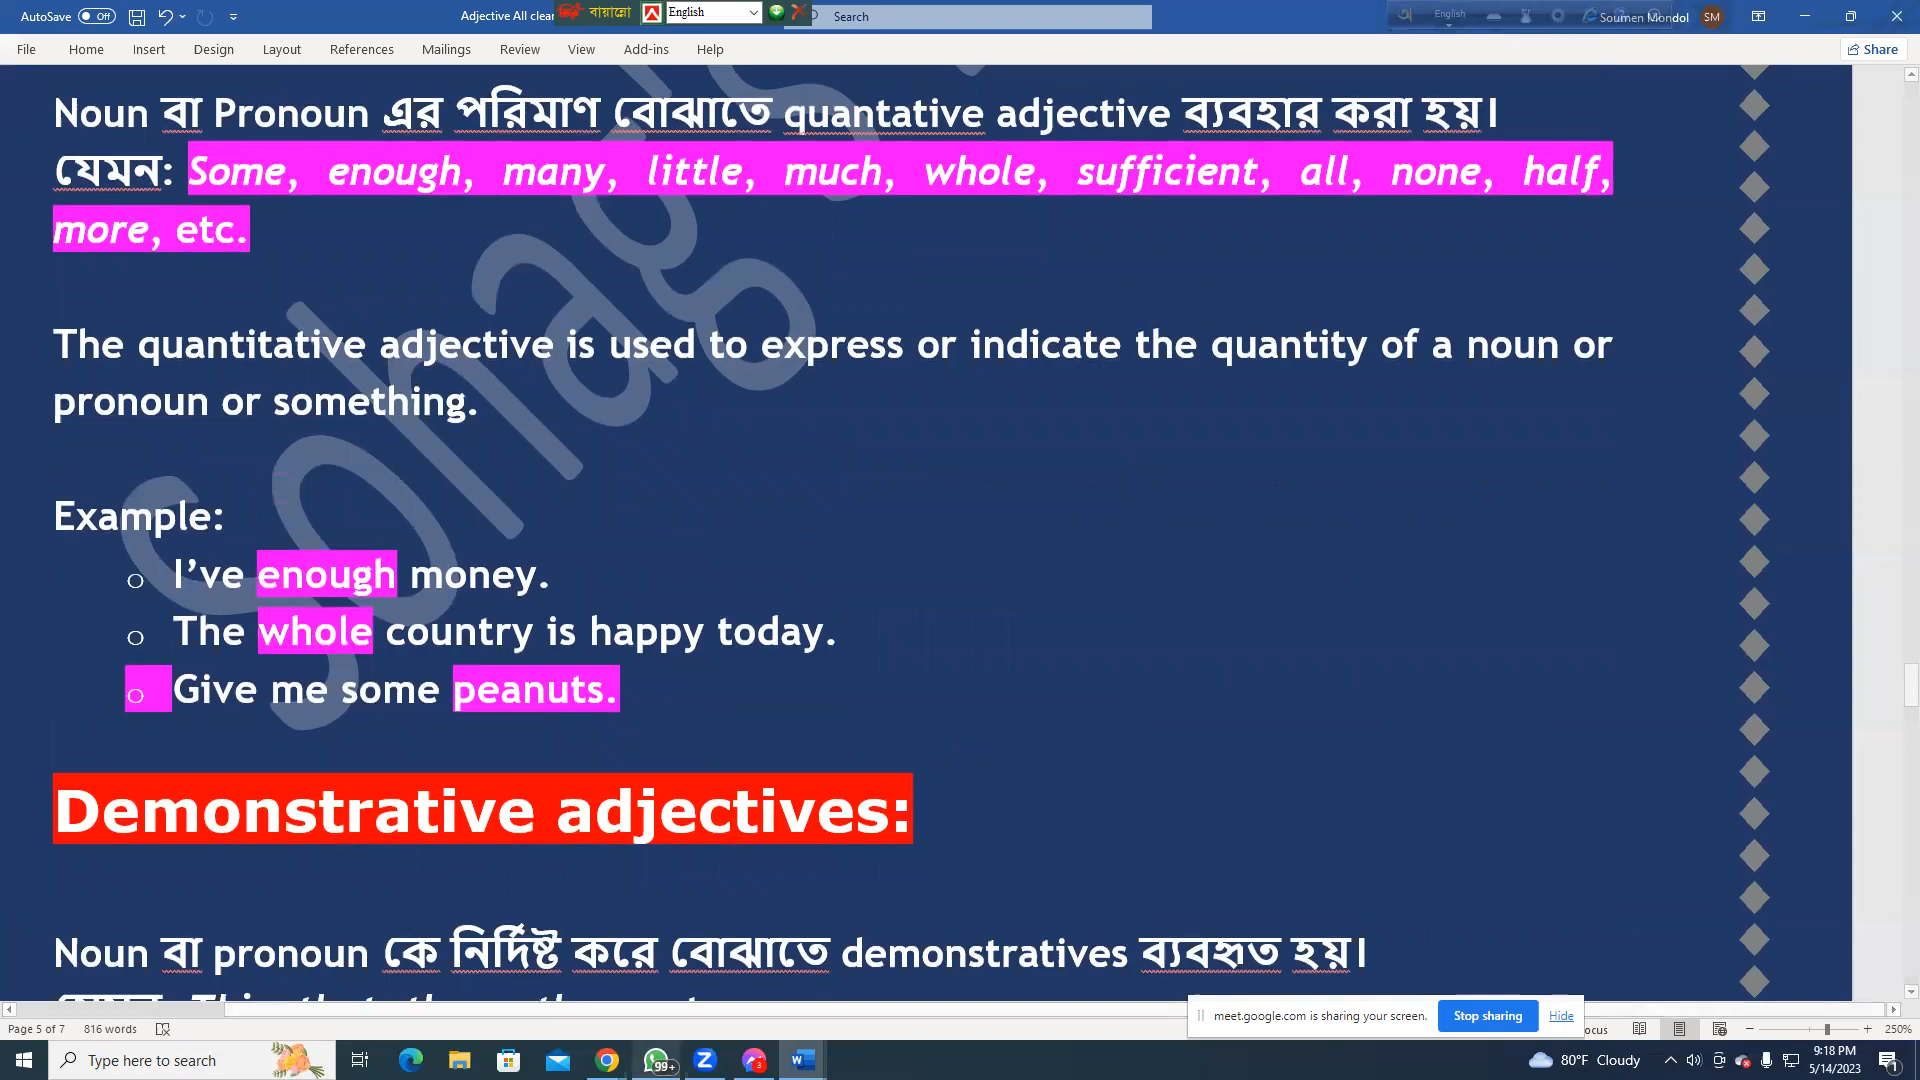 AutoSave Off Adjective All clear বায়ান্নো English Search English Soumen Mondol SM
File Home Insert Design Layout References Mailings Review View Add-ins Help Share
Noun বা Pronoun এর পরিমাণ বোঝাতে quantative adjective ব্যবহার করা হয়।
যেমন: Some, enough, many, little, much, whole, sufficient, all, none, half,
more, etc.
The quantitative adjective is used to express or indicate the quantity of a noun or
pronoun or something.
Example:
o I’ve enough money.
o The whole country is happy today.
o Give me some peanuts.
Demonstrative adjectives:
Noun বা pronoun কে নির্দিষ্ট করে বোঝাতে demonstratives ব্যবহৃত হয়।
meet.google.com is sharing your screen. Stop sharing Hide
Page 5 of 7 816 words 250%
Type here to search 99+ 3 80°F Cloudy 9:18 PM
5/14/2023 1